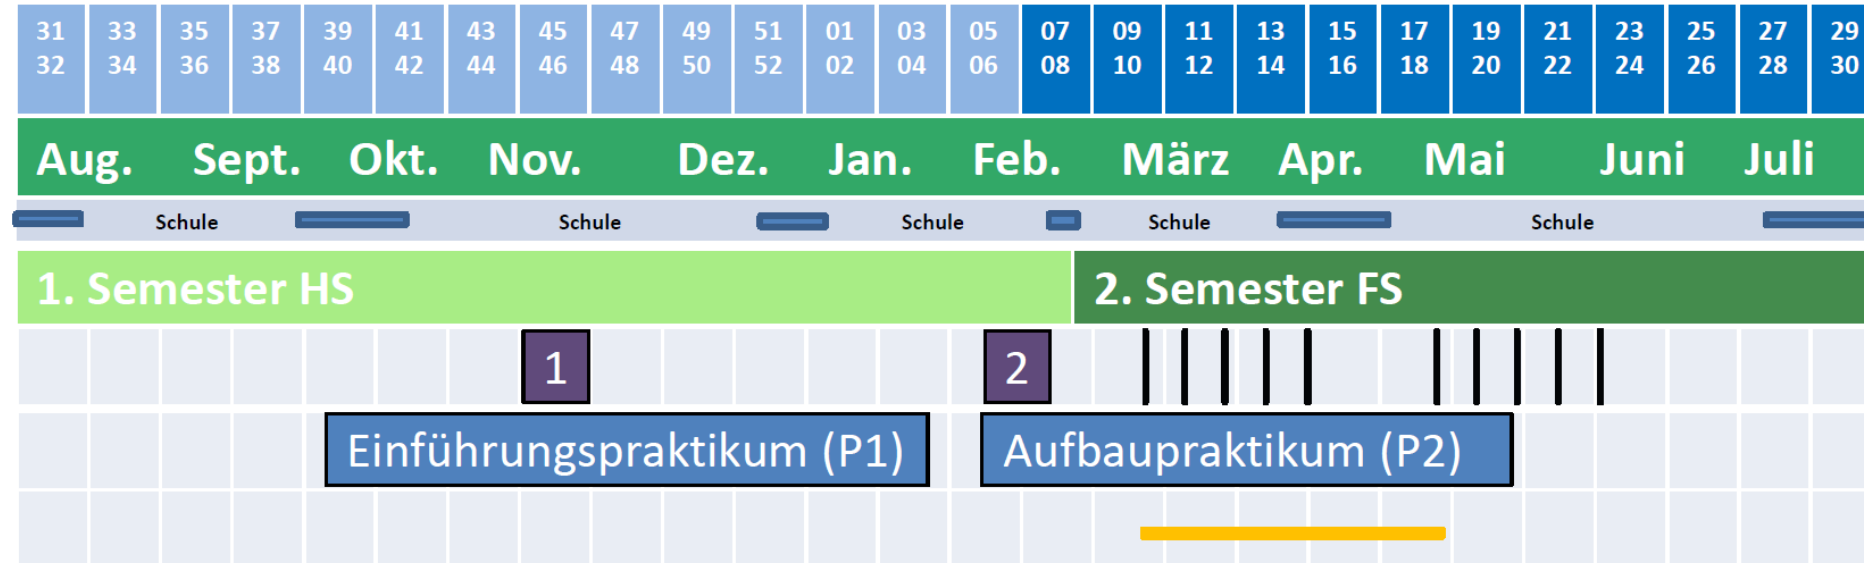 31 33 35 37 39 41 43 45 47 49 51 01 03 05 07 09 11 13 15 17 19 21 23 25 27 29
32 34 36 38 40 42 44 46 48 50 52 02 04 06 08 10 12 14 16 18 20 22 24 26 28 30
Aug. Sept. Okt. Nov. Dez. Jan. Feb. März Apr. Mai Juni Juli
Schule Schule Schule Schule Schule
1. Semester HS 2. Semester FS
1 2
Einführungspraktikum (P1) Aufbaupraktikum (P2)